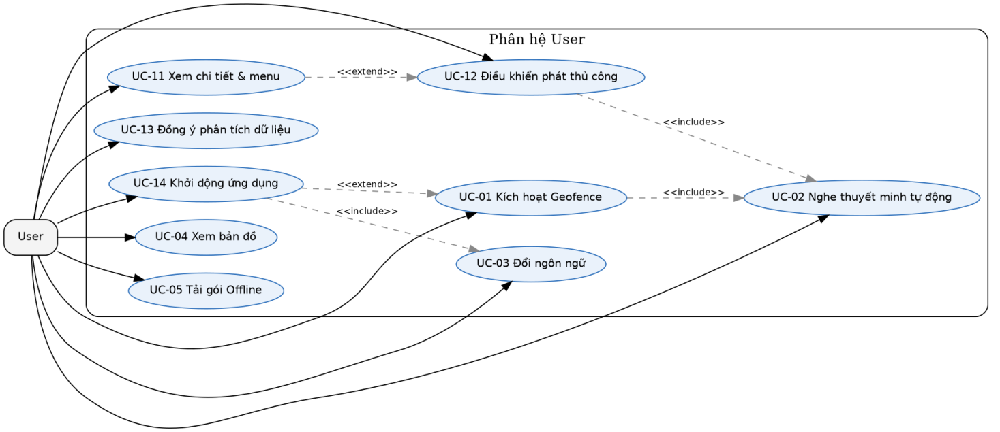 Phân hệ User
UC-11 Xem chi tiết & menu
<<extend>>
UC-12 Điều khiển phát thủ công
<<include>>
UC-13 Đồng ý phân tích dữ liệu
UC-14 Khởi động ứng dụng
<<extend>>
UC-01 Kích hoạt Geofence
<<include>>
UC-02 Nghe thuyết minh tự động
<<include>>
User
UC-04 Xem bản đồ
UC-03 Đổi ngôn ngữ
UC-05 Tải gói Offline